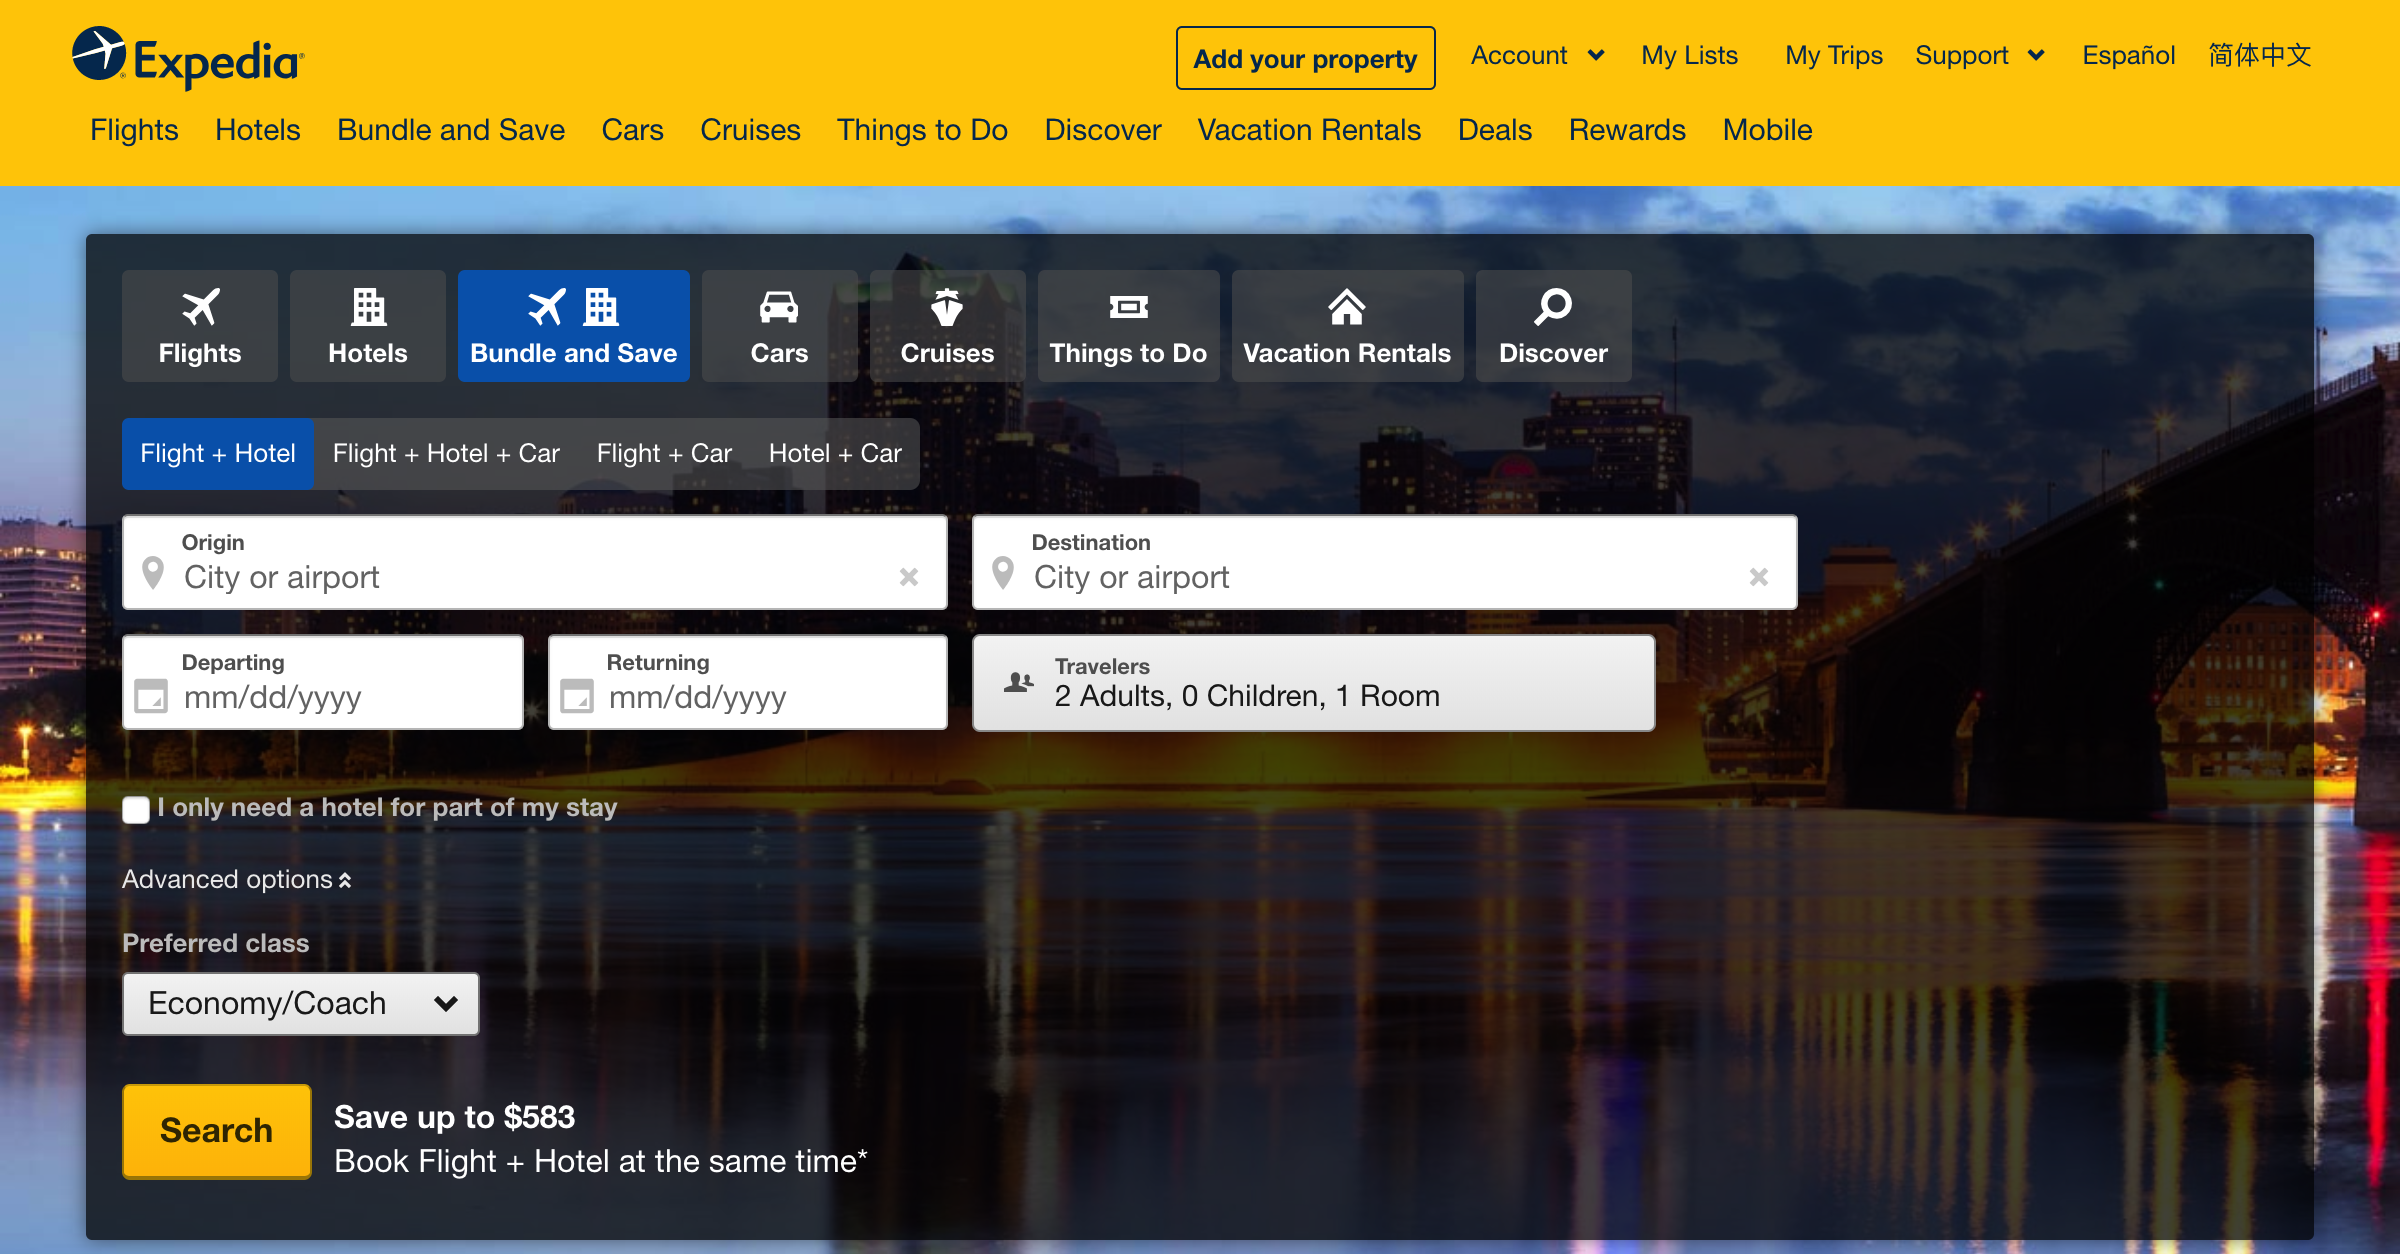 Expedia®
Add your property
Account
My Lists
My Trips
Support
Español
简体中文
Flights
Hotels
Bundle and Save
Cars
Cruises
Things to Do
Discover
Vacation Rentals
Deals
Rewards
Mobile
Flights
Hotels
Bundle and Save
Cars
Cruises
Things to Do
Vacation Rentals
Discover
Flight + Hotel
Flight + Hotel + Car
Flight + Car
Hotel + Car
Origin
City or airport
Destination
City or airport
Departing
mm/dd/yyyy
Returning
mm/dd/yyyy
Travelers
2 Adults, 0 Children, 1 Room
I only need a hotel for part of my stay
Advanced options
Preferred class
Economy/Coach
Search
Save up to $583
Book Flight + Hotel at the same time*